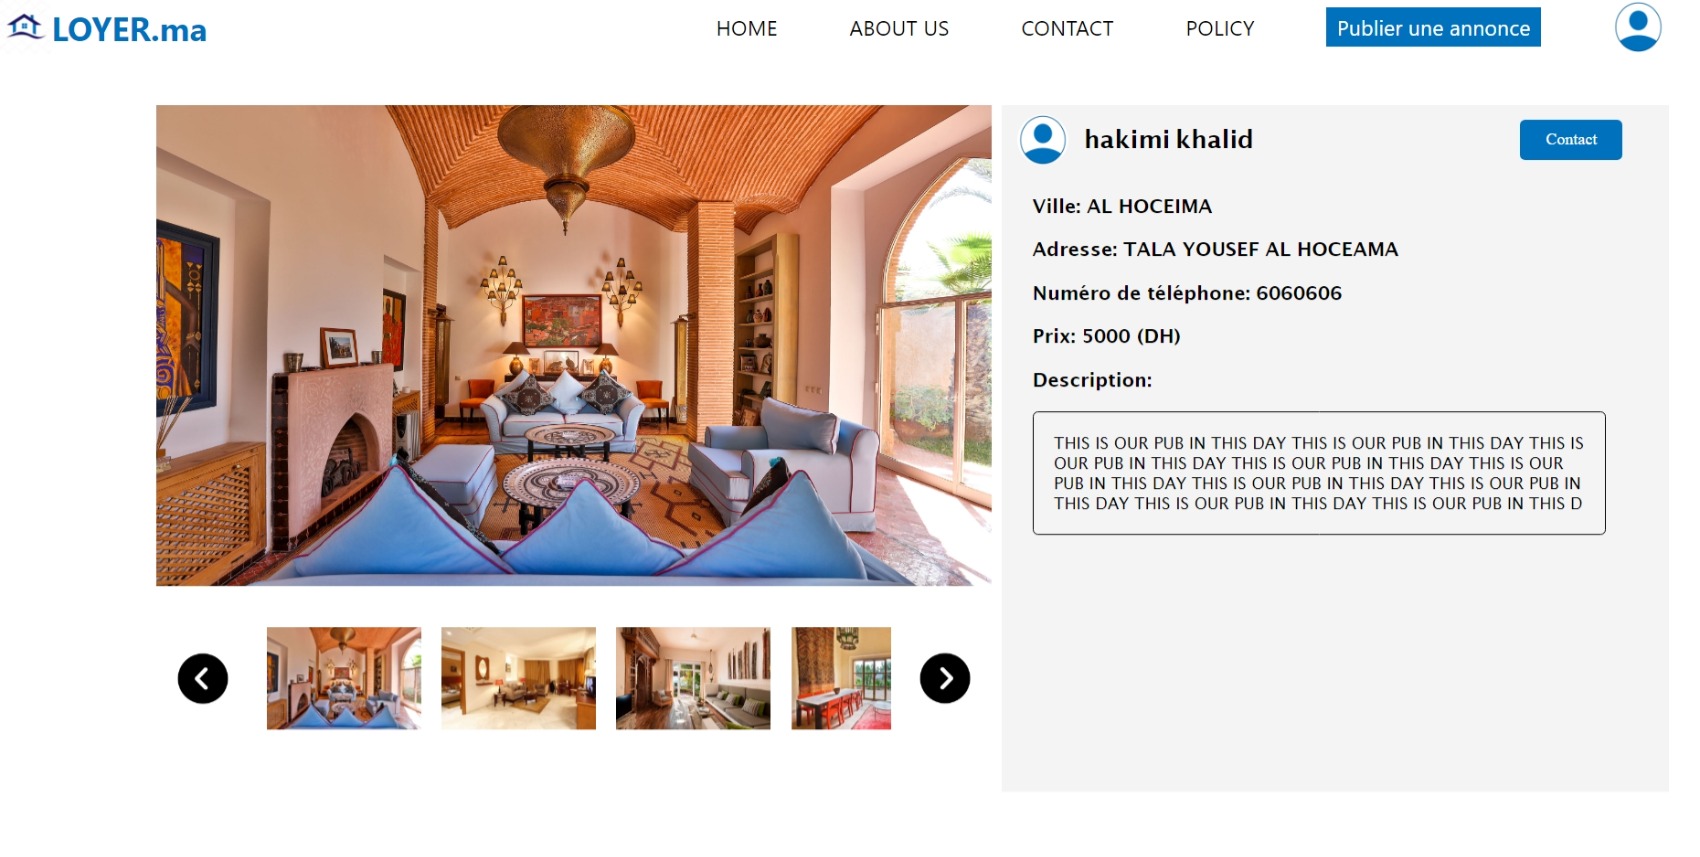 LOYER.ma
HOME
ABOUT US
CONTACT
POLICY
Publier une annonce
hakimi khalid
Contact
Ville: AL HOCEIMA
Adresse: TALA YOUSEF AL HOCEAMA
Numéro de téléphone: 6060606
Prix: 5000 (DH)
Description:
THIS IS OUR PUB IN THIS DAY THIS IS OUR PUB IN THIS DAY THIS IS
OUR PUB IN THIS DAY THIS IS OUR PUB IN THIS DAY THIS IS OUR
PUB IN THIS DAY THIS IS OUR PUB IN THIS DAY THIS IS OUR PUB IN
THIS DAY THIS IS OUR PUB IN THIS DAY THIS IS OUR PUB IN THIS D